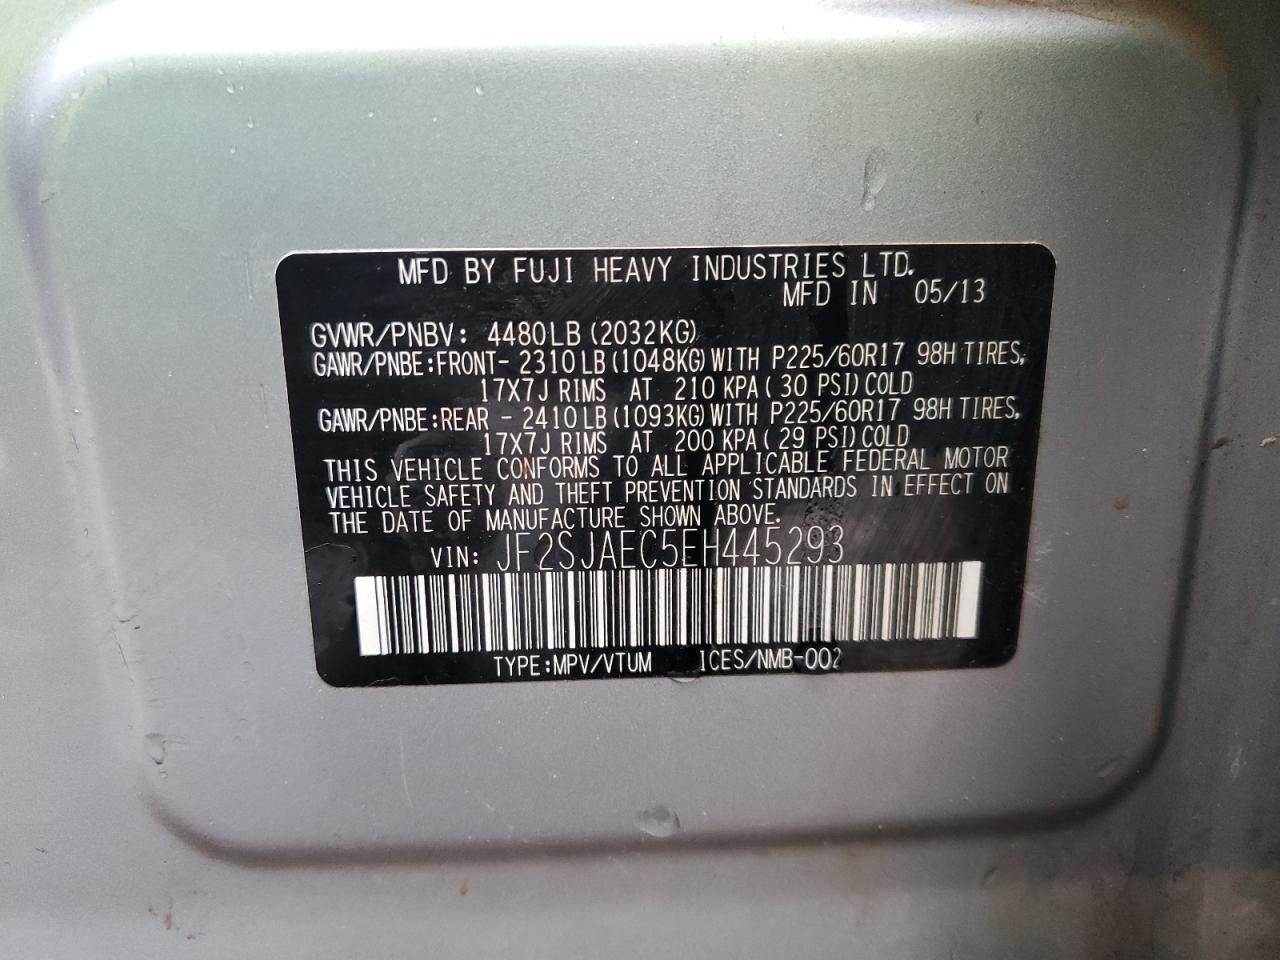 MFD BY FUJI HEAVY INDUSTRIES LTD.
MFD IN 05/13
GVWR/PNBV: 4480LB(2032KG)
GAWR/PNBE:FRONT- 2310LB(1048KG)WITH P225/60R17 98H TIRES,
17X7J RIMS AT 210 KPA(30 PSI)COLD
GAWR/PNBE:REAR - 2410LB(1093KG)WITH P225/60R17 98H TIRES,
17X7J RIMS AT 200 KPA(29 PSI)COLD
THIS VEHICLE CONFORMS TO ALL APPLICABLE FEDERAL MOTOR
VEHICLE SAFETY AND THEFT PREVENTION STANDARDS IN EFFECT ON
THE DATE OF MANUFACTURE SHOWN ABOVE.
VIN: JF2SJAEC5EH445293
TYPE:MPV/VTUM ICES/NMB-002